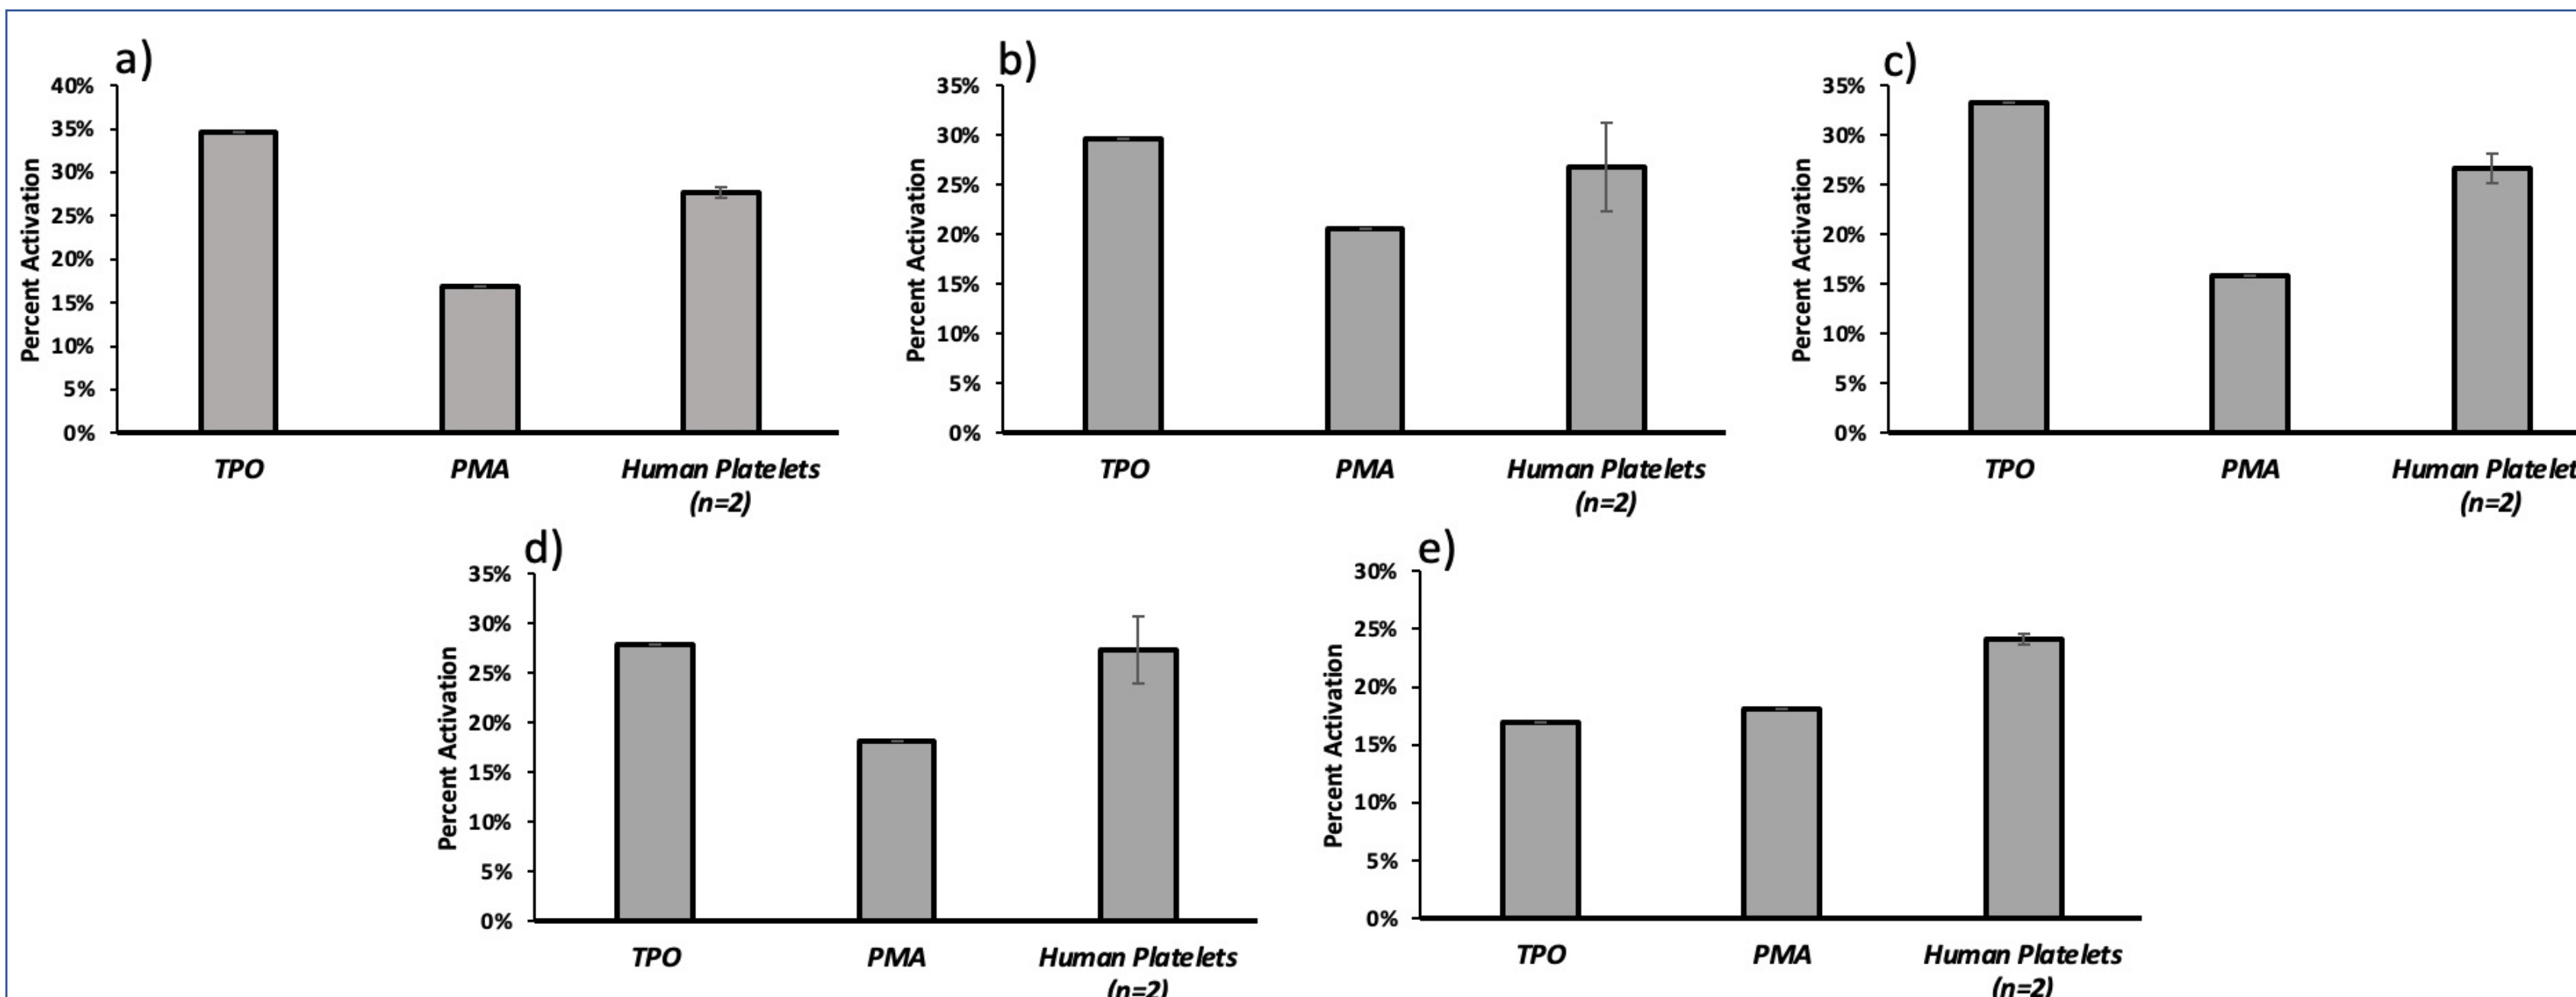 a)
40%
35%
30%
25%
20%
15%
10%
5%
0%
Percent Activation
TPO PMA Human Platelets
(n=2)
b)
35%
30%
25%
20%
15%
10%
5%
0%
Percent Activation
TPO PMA Human Platelets
(n=2)
c)
35%
30%
25%
20%
15%
10%
5%
0%
Percent Activation
TPO PMA Human Platelet
(n=2)
d)
35%
30%
25%
20%
15%
10%
5%
0%
Percent Activation
TPO PMA Human Platelets
(n=2)
e)
30%
25%
20%
15%
10%
5%
0%
Percent Activation
TPO PMA Human Platelets
(n=2)